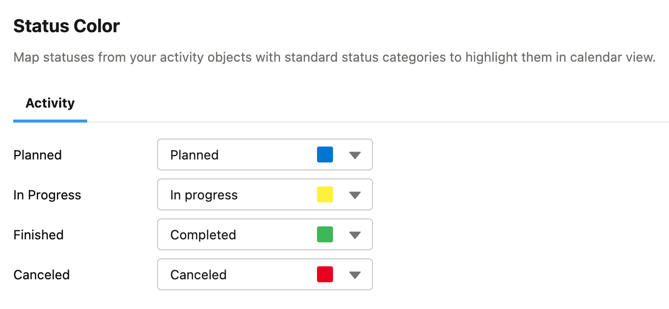 Status Color
Map statuses from your activity objects with standard status categories to highlight them in calendar view.
Activity
Planned Planned
In Progress In progress
Finished Completed
Canceled Canceled